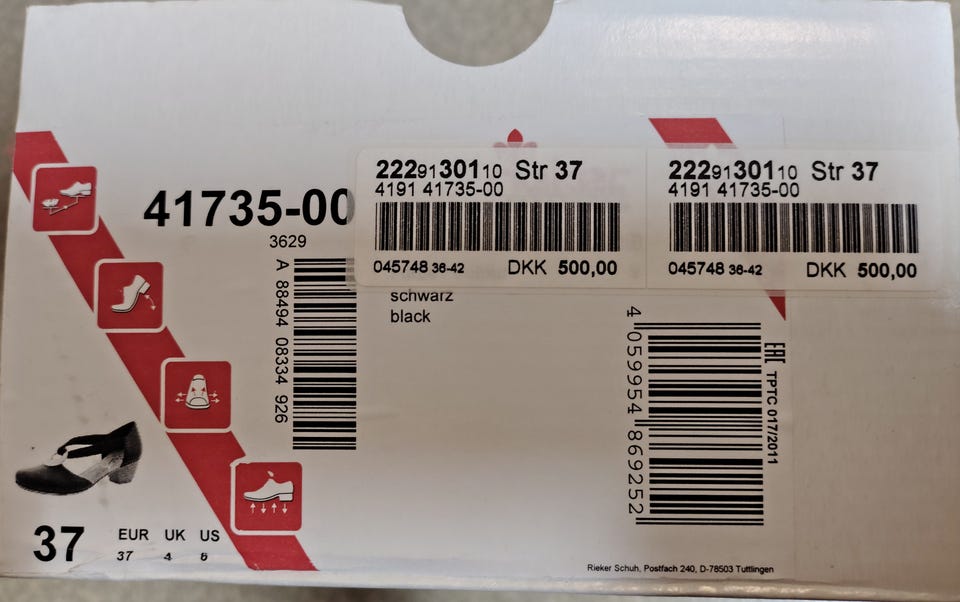 41735-00
3629
A 88494 08334 926
2229130110 Str 37
4191 41735-00
045748 36-42 DKK 500,00
2229130110 Str 37
4191 41735-00
045748 36-42 DKK 500,00
schwarz
black
4 059954 869252
EAC TPTC 017/2011
37
EUR UK US
37 4
Rieker Schuh, Postfach 240, D-78503 Tuttlingen